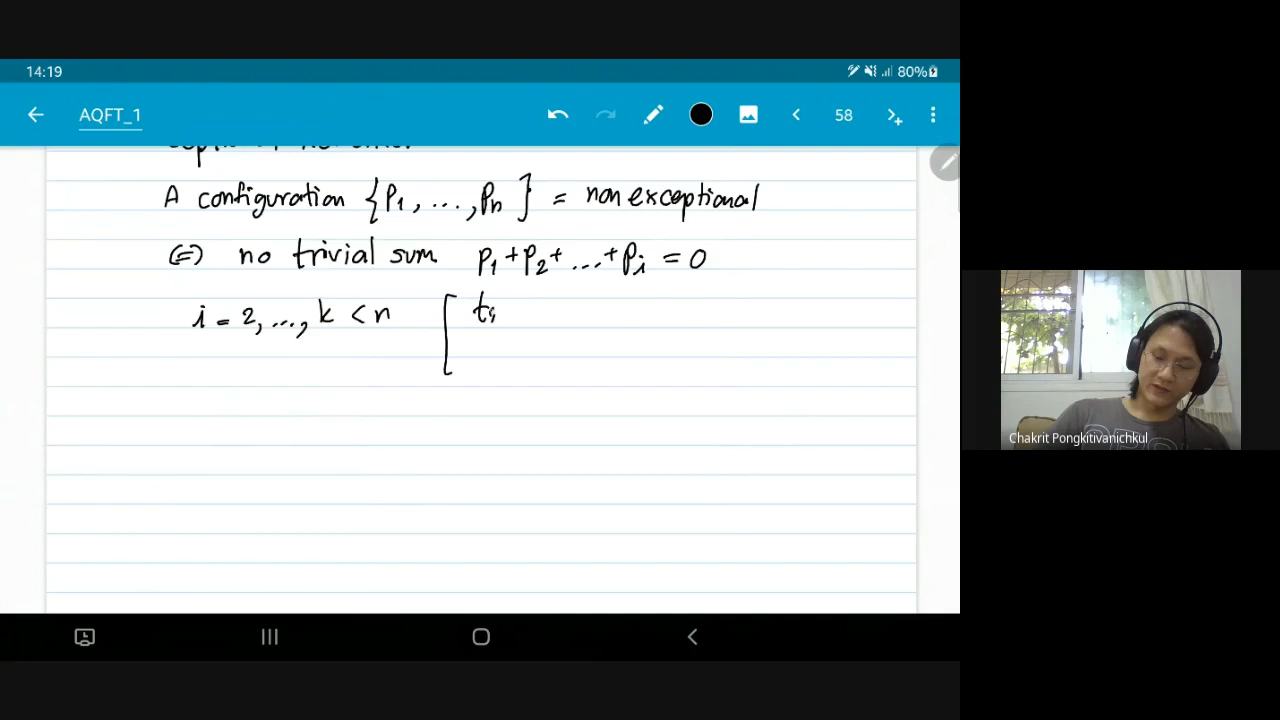 14:19
80%
AQFT_1
58
A configuration {P1, ..., Pn} = non exceptional
(=) no trivial sum P1 + P2 + ... + Pi = 0
i = 2, ..., k < n [ ts
Chakrit Pongkitivanichkul